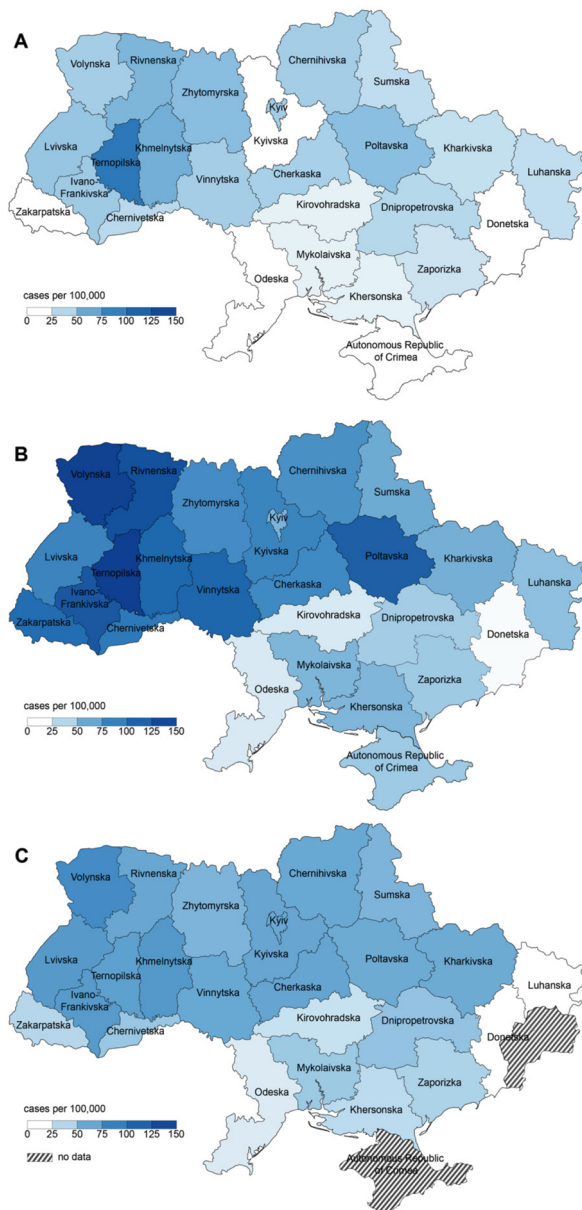 A
Volynska
Rivnenska
Zhytomyrska
Chernihivska
Sumska
Kyiv
Kyivska
Lvivska
Ternopilska
Khmelnytska
Poltavska
Kharkivska
Luhanska
Ivano-
Frankivska
Vinnytska
Cherkaska
Zakarpatska
Chernivetska
Kirovohradska
Dnipropetrovska
Donetska
Mykolaivska
Odeska
Zaporizka
Khersonska
Autonomous Republic
of Crimea
cases per 100,000
0 25 50 75 100 125 150
B
Volynska
Rivnenska
Chernihivska
Zhytomyrska
Sumska
Kyiv
Kyivska
Lvivska
Ternopilska
Khmelnytska
Poltavska
Kharkivska
Luhanska
Ivano-
Frankivska
Vinnytska
Cherkaska
Zakarpatska
Chernivetska
Kirovohradska
Dnipropetrovska
Donetska
Mykolaivska
Odeska
Zaporizka
Khersonska
Autonomous Republic
of Crimea
cases per 100,000
0 25 50 75 100 125 150
C
Volynska
Rivnenska
Chernihivska
Zhytomyrska
Sumska
Kyiv
Kyivska
Lvivska
Ternopilska
Khmelnytska
Poltavska
Kharkivska
Luhanska
Ivano-
Frankivska
Vinnytska
Cherkaska
Zakarpatska
Chernivetska
Kirovohradska
Dnipropetrovska
Donetska
Mykolaivska
Odeska
Zaporizka
Khersonska
Autonomous Republic
of Crimea
cases per 100,000
0 25 50 75 100 125 150
no data